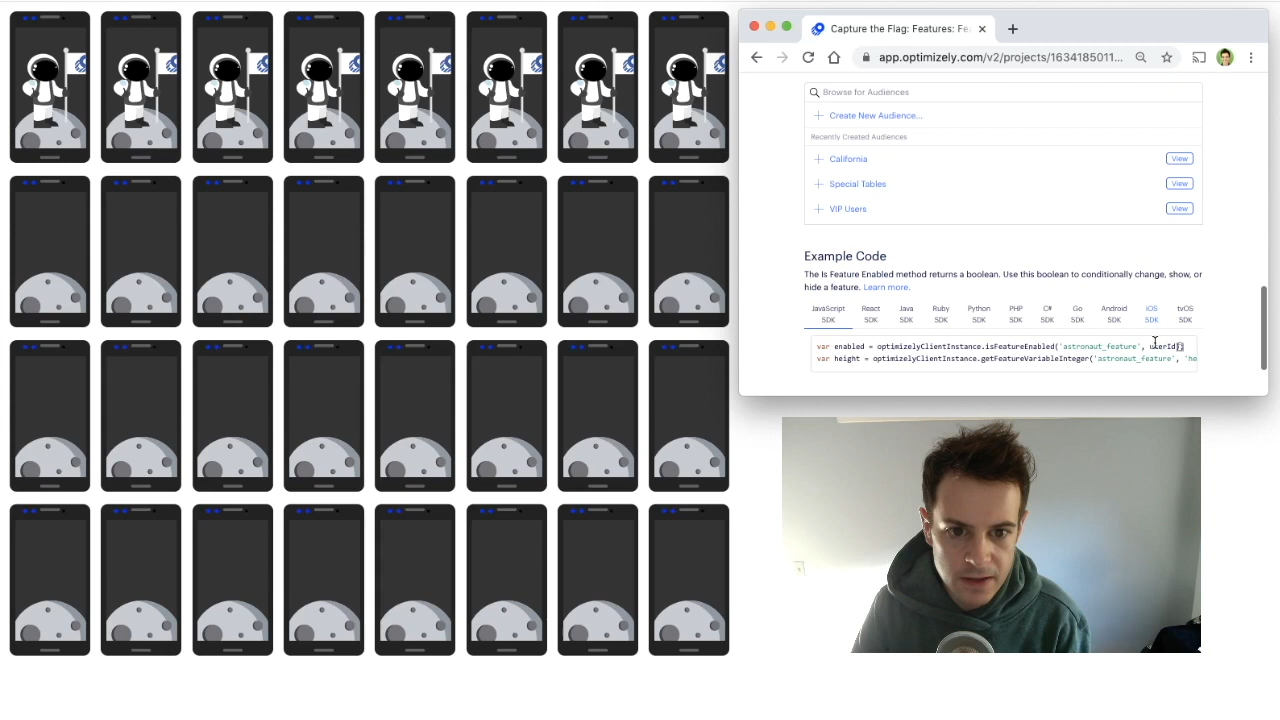 Capture the Flag: Features: Fe
app.optimizely.com/v2/projects/1634185011...
Browse for Audiences
Create New Audience...
Recently Created Audiences
California View
Special Tables View
VIP Users View
Example Code
The Is Feature Enabled method returns a boolean. Use this boolean to conditionally change, show, or
hide a feature. Learn more.
JavaScript SDK
React SDK
Java SDK
Ruby SDK
Python SDK
PHP SDK
C# SDK
Go SDK
Android SDK
iOS SDK
tvOS SDK
var enabled = optimizelyClientInstance.isFeatureEnabled('astronaut_feature', userId);
var height = optimizelyClientInstance.getFeatureVariableInteger('astronaut_feature', 'he